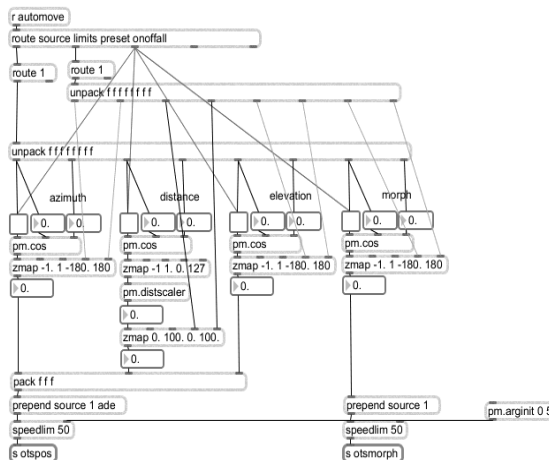 r automove
route source limits preset onoffall
route 1
route 1
unpack f f f f f f f f
unpack f f f f f f f f
azimuth
distance
elevation
morph
0.
0.
0.
0.
0.
0.
0.
0.
pm.cos
pm.cos
pm.cos
pm.cos
zmap -1. 1 -180. 180
zmap -1 1. 0. 127
zmap -1. 1 -180. 180
zmap -1. 1 -180. 180
0.
pm.distscaler
0.
0.
0.
zmap 0. 100. 0. 100.
0.
pack f f f
prepend source 1 ade
prepend source 1
pm.arginit 0 5
speedlim 50
speedlim 50
s otspos
s otsmorph